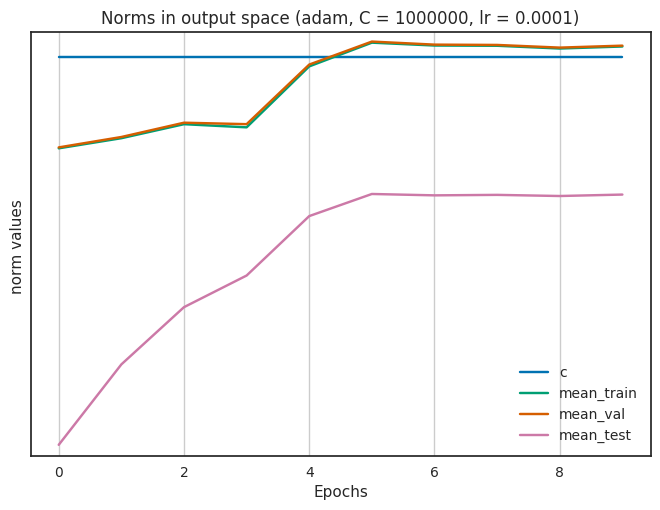 Norms in output space (adam, C = 1000000, lr = 0.0001)
norm values
c
mean_train
mean_val
mean_test
0
2
4
6
8
Epochs